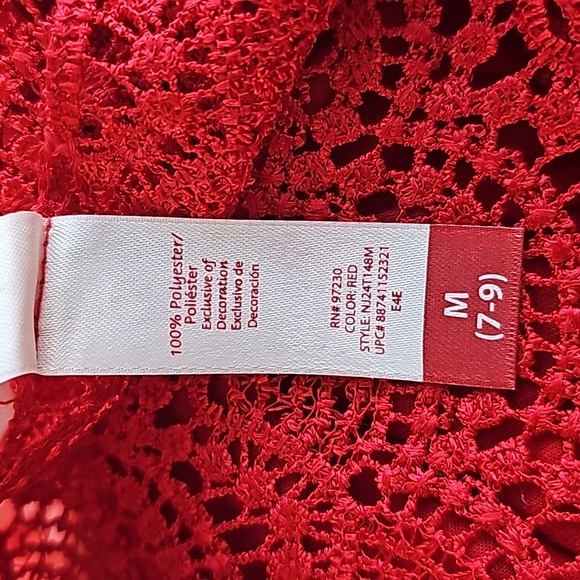 100% Polyester/
Poliéster
Exclusive of
Decoration
Exclusivo de
Decoración
RN# 97230
COLOR: RED
STYLE: NJ24T148M
UPC# 88741152321
E4E
M
(7-9)